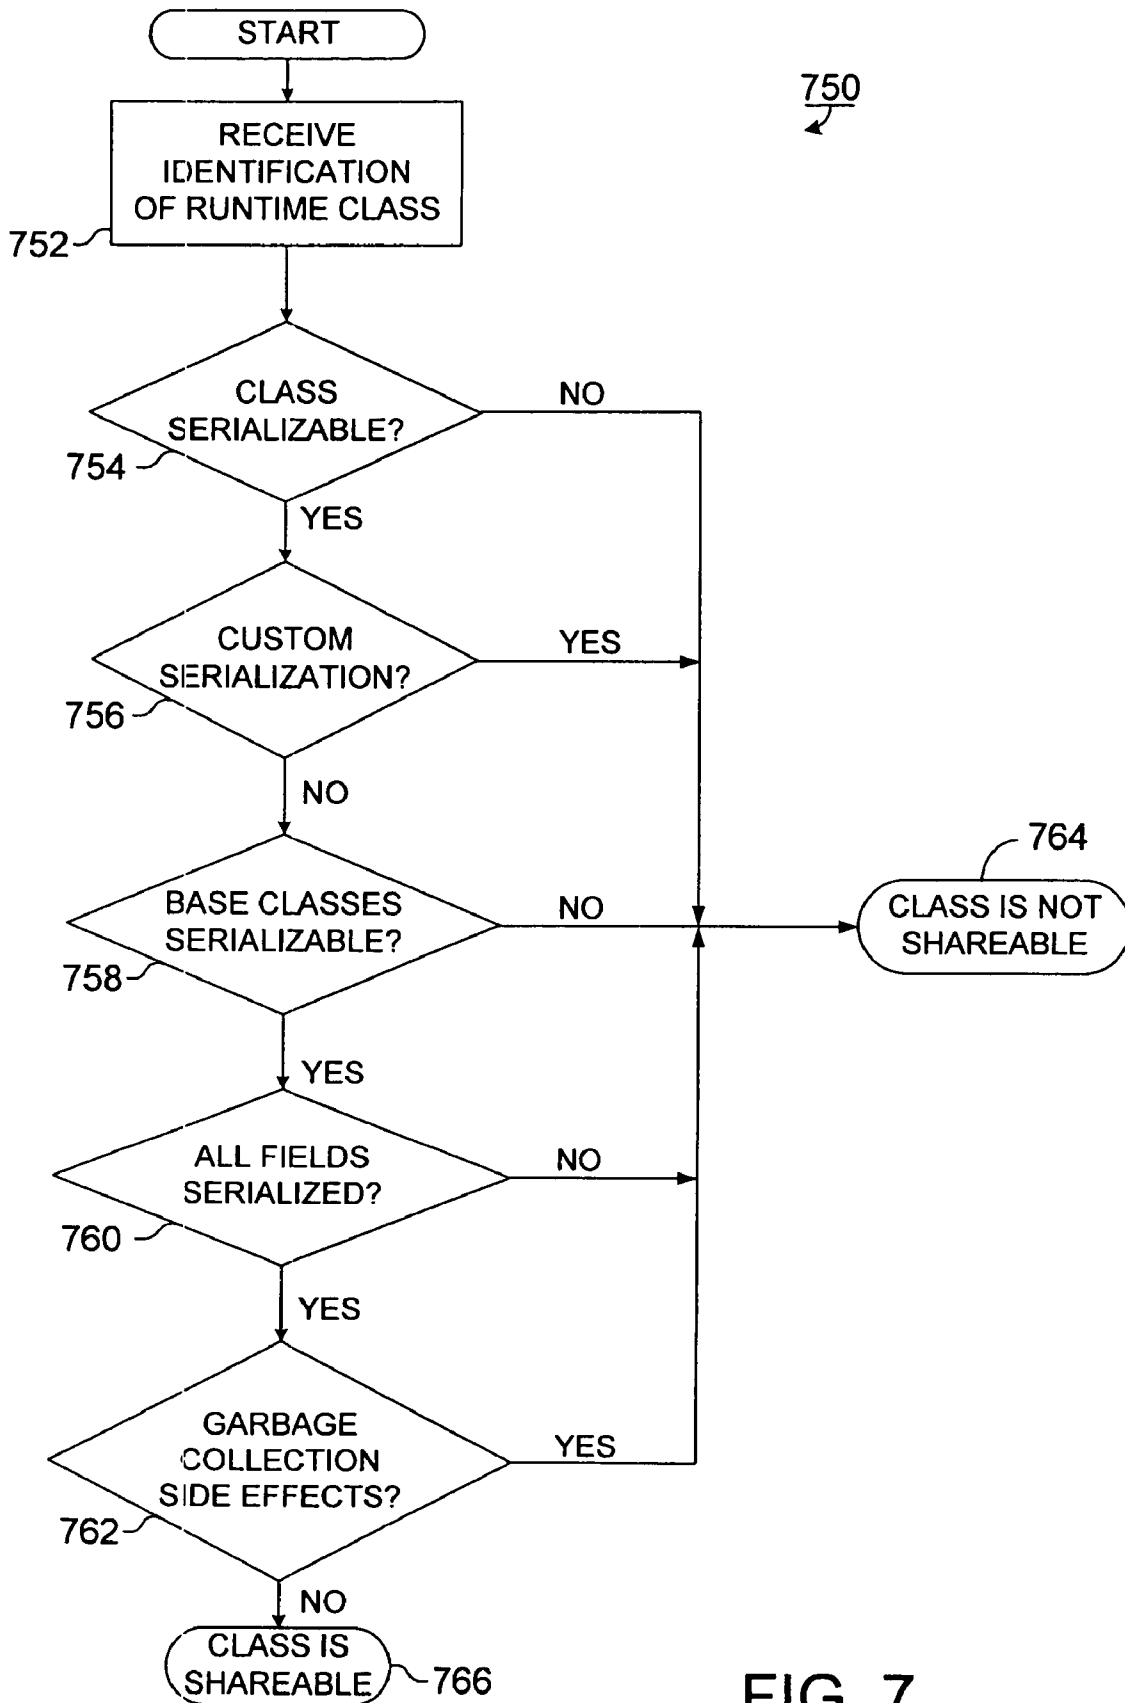 START
750
RECEIVE
IDENTIFICATION
OF RUNTIME CLASS
752
CLASS
SERIALIZABLE?
NO
754
YES
CUSTOM
SERIALIZATION?
YES
756
NO
764
BASE CLASSES
SERIALIZABLE?
NO
CLASS IS NOT
SHAREABLE
758
YES
ALL FIELDS
SERIALIZED?
NO
760
YES
GARBAGE
COLLECTION
SIDE EFFECTS?
YES
762
NO
CLASS IS
SHAREABLE
766
FIG. 7